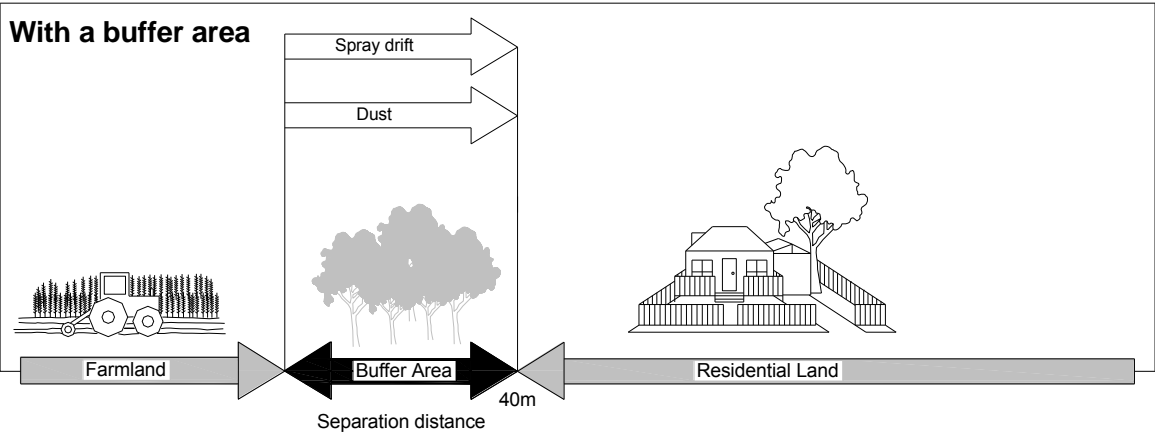 With a buffer area
Spray drift
Dust
Farmland
Buffer Area
Residential Land
40m
Separation distance